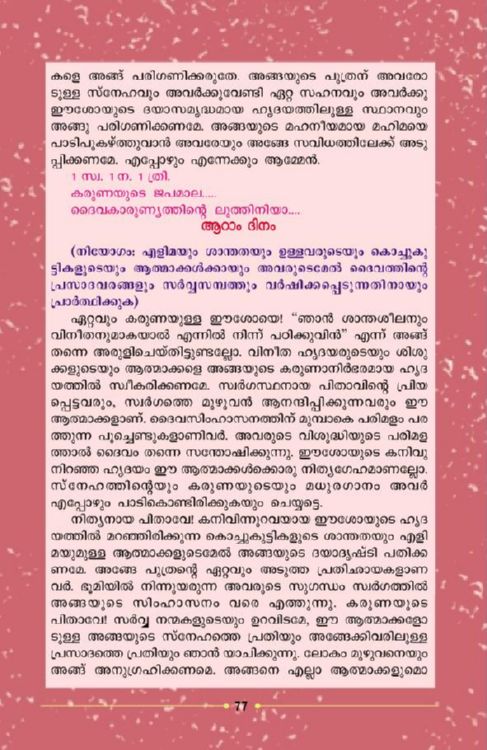 കളെ അങ്ങ് പരിഗണിക്കരുതേ. അങ്ങയുടെ പുത്രന് അവരോ
ടുള്ള സ്നേഹവും അവർക്കുവേണ്ടി ഏറ്റ സഹനവും അവർക്കു
ഈശോയുടെ ദയാസമൃദ്ധമായ ഹൃദയത്തിലുള്ള സ്ഥാനവും
അങ്ങു പരിഗണിക്കണമേ. അങ്ങയുടെ മഹനീയമായ മഹിമയെ
പാടിപുകഴ്ത്തുവാൻ അവരേയും അങ്ങേ സവിധത്തിലേക്ക് അടു
പ്പിക്കണമേ. എപ്പോഴും എന്നേക്കും ആമ്മേൻ.
1 സ്വ. 1 ന. 1 ത്രി.
കരുണയുടെ ജപമാല.....
ദൈവകാരുണ്യത്തിന്റെ ലുത്തിനിയാ....
ആറാം ദിനം
(നിയോഗം: എളിമയും ശാന്തതയും ഉള്ളവരുടെയും കൊച്ചുകു
ട്ടികളുടെയും ആത്മാക്കൾക്കായും അവരുടെമേൽ ദൈവത്തിന്റെ
പ്രസാദവരങ്ങളും സർവ്വസമ്പത്തും വർഷിക്കപ്പെടുന്നതിനായും
പ്രാർത്ഥിക്കുക)
ഏറ്റവും കരുണയുള്ള ഈശോയെ! “ഞാൻ ശാന്തശീലനും
വിനീതനുമാകയാൽ എന്നിൽ നിന്ന് പഠിക്കുവിൻ” എന്ന് അങ്ങ്
തന്നെ അരുളിചെയ്തിട്ടുണ്ടല്ലോ. വിനീത ഹൃദയരുടെയും ശിശു
ക്കളുടെയും ആത്മാക്കളെ അങ്ങയുടെ കരുണാനിർഭരമായ ഹൃദ
യത്തിൽ സ്വീകരിക്കണമേ. സ്വർഗസ്ഥനായ പിതാവിന്റെ പ്രിയ
പ്പെട്ടവരും, സ്വർഗത്തെ മുഴുവൻ ആനന്ദിപ്പിക്കുന്നവരും ഈ
ആത്മാക്കളാണ്. ദൈവസിംഹാസനത്തിന് മുമ്പാകെ പരിമളം പര
ത്തുന്ന പൂച്ചെണ്ടുകളാണിവർ. അവരുടെ വിശുദ്ധിയുടെ പരിമള
ത്താൽ ദൈവം തന്നെ സന്തോഷിക്കുന്നു. ഈശോയുടെ കനിവു
നിറഞ്ഞ ഹൃദയം ഈ ആത്മാക്കൾക്കൊരു നിത്യഗേഹമാണല്ലോ.
സ്നേഹത്തിന്റെയും കരുണയുടെയും മധുരഗാനം അവർ
എപ്പോഴും പാടികൊണ്ടിരിക്കുകയും ചെയ്യട്ടെ.
നിത്യനായ പിതാവേ! കനിവിന്നുറവയായ ഈശോയുടെ ഹൃദ
യത്തിൽ മറഞ്ഞിരിക്കുന്ന കൊച്ചുകുട്ടികളുടെ ശാന്തതയും എളി
മയുമുള്ള ആത്മാക്കളുടെമേൽ അങ്ങയുടെ ദയാദൃഷ്ടി പതിക്ക
ണമേ. അങ്ങേ പുത്രന്റെ ഏറ്റവും അടുത്ത പ്രതിഛായകളാണ
വർ. ഭൂമിയിൽ നിന്നുയരുന്ന അവരുടെ സുഗന്ധം സ്വർഗത്തിൽ
അങ്ങയുടെ സിംഹാസനം വരെ എത്തുന്നു. കരുണയുടെ
പിതാവേ! സർവ്വ നന്മകളുടെയും ഉറവിടമേ, ഈ ആത്മാക്കളോ
ടുള്ള അങ്ങയുടെ സ്നേഹത്തെ പ്രതിയും അങ്ങേക്കിവരിലുള്ള
പ്രസാദത്തെ പ്രതിയും ഞാൻ യാചിക്കുന്നു. ലോകം മുഴുവനെയും
അങ്ങ് അനുഗ്രഹിക്കണമെ. അങ്ങനെ എല്ലാ ആത്മാക്കളുമൊ
77